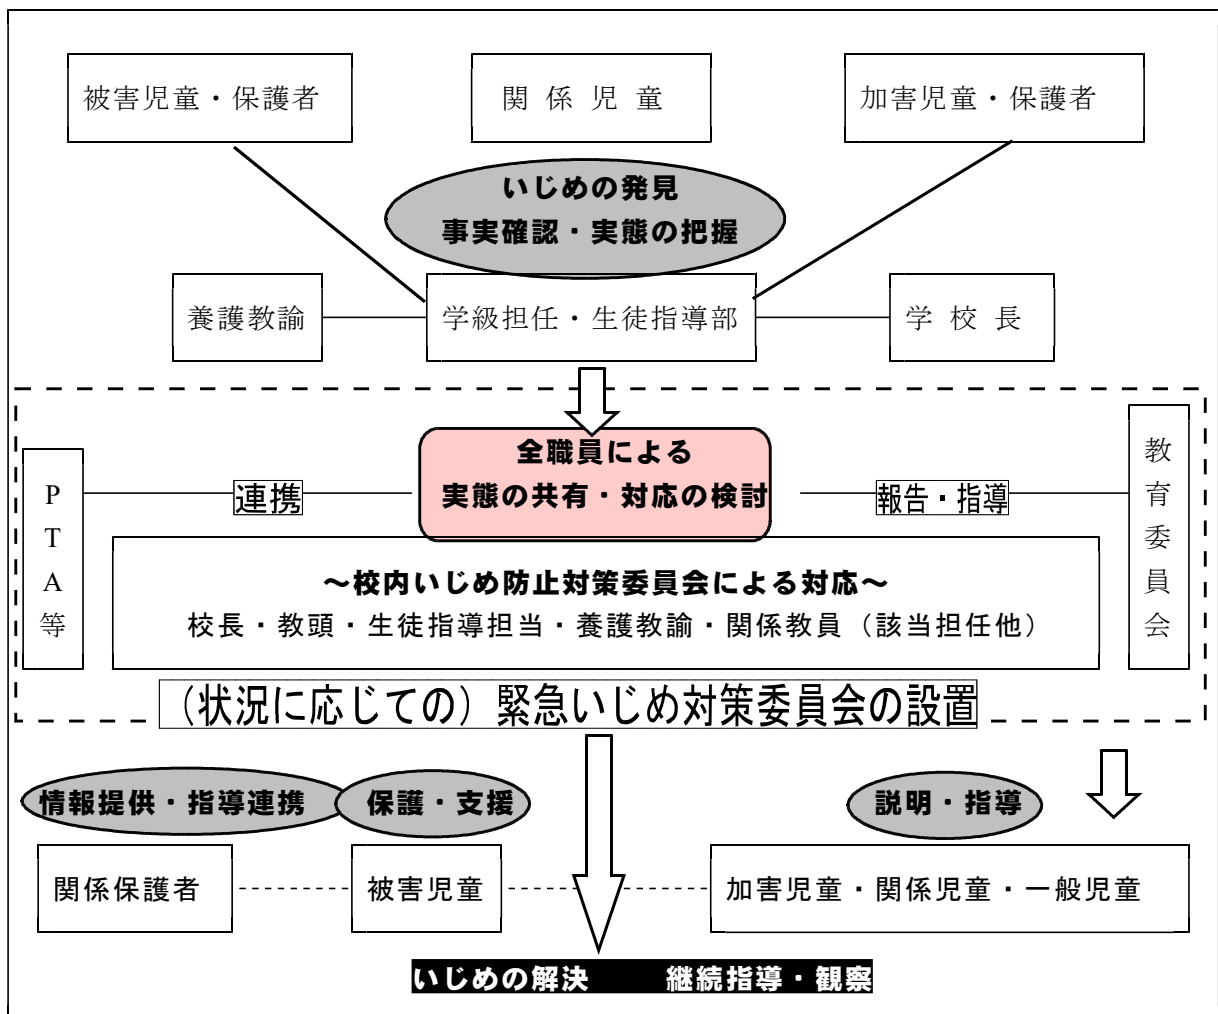 被害児童・保護者
関係児童
加害児童・保護者
いじめの発見
事実確認・実態の把握
養護教諭
学級担任・生徒指導部
学校長
全職員による
実態の共有・対応の検討
PTA等
連携
報告・指導
教育委員会
～校内いじめ防止対策委員会による対応～
校長・教頭・生徒指導担当・養護教諭・関係教員（該当担任他）
（状況に応じての）緊急いじめ対策委員会の設置
情報提供・指導連携
保護・支援
説明・指導
関係保護者
被害児童
加害児童・関係児童・一般児童
いじめの解決　　継続指導・観察